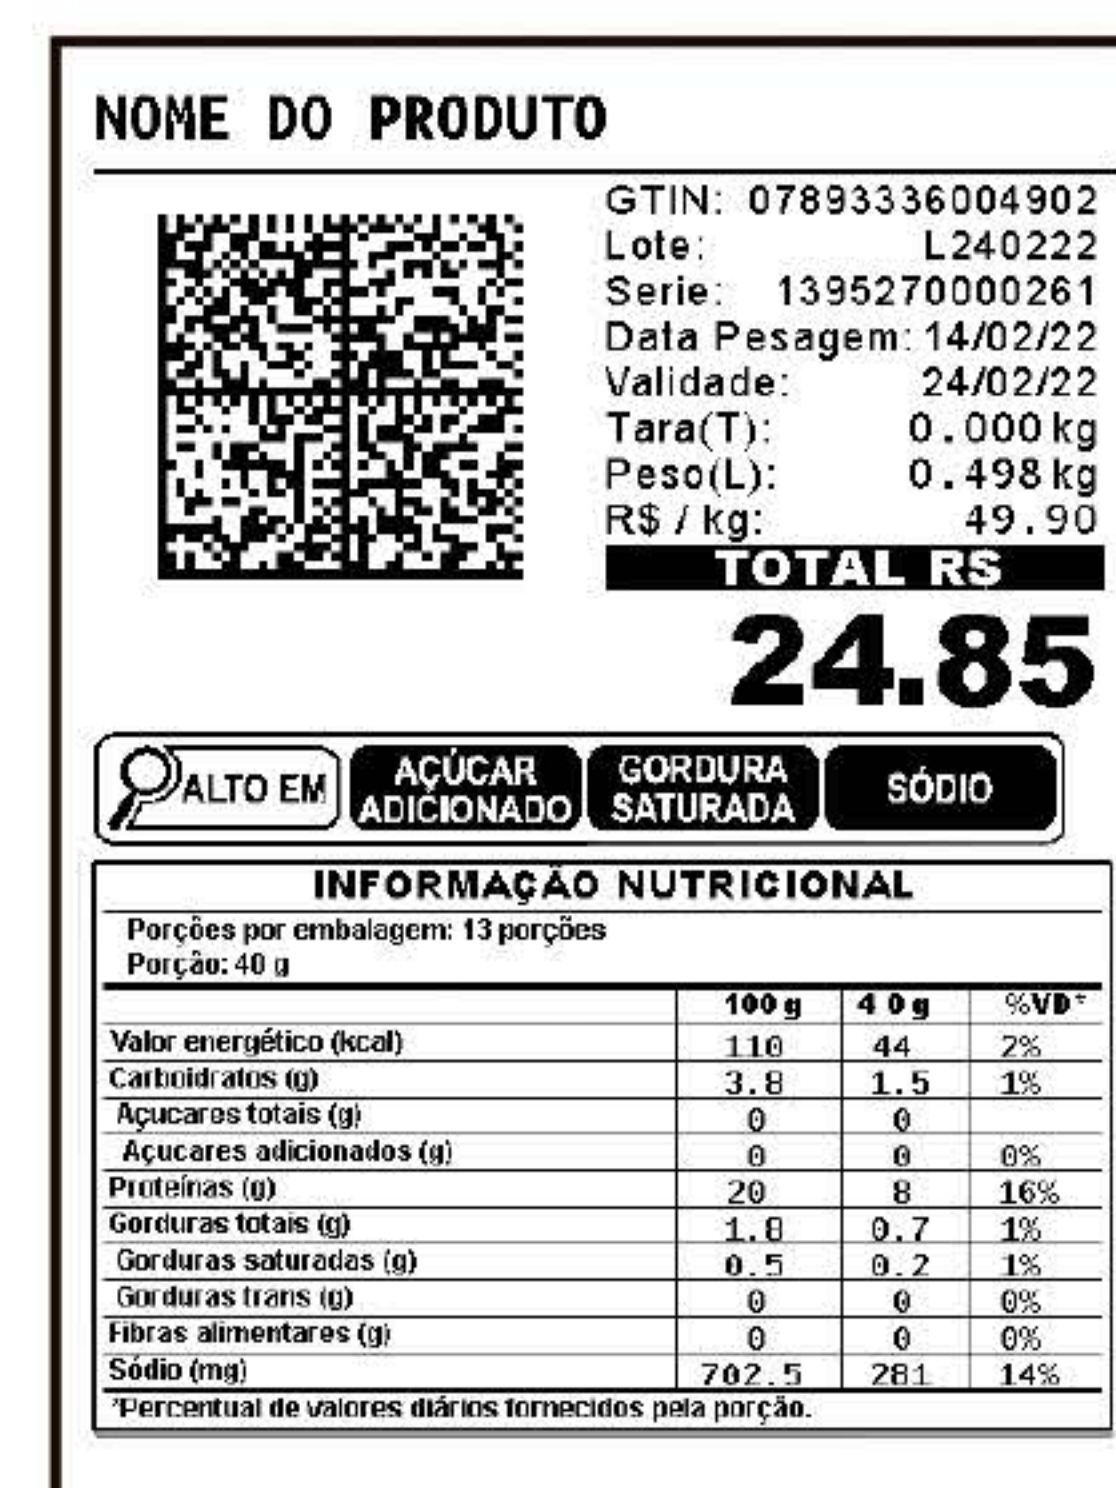 NOME DO PRODUTO
GTIN: 07893336004902
Lote: L240222
Serie: 1395270000261
Data Pesagem: 14/02/22
Validade: 24/02/22
Tara(T): 0.000 kg
Peso(L): 0.498 kg
R$ / kg: 49.90
TOTAL R$
24.85
ALTO EM
AÇÚCAR
ADICIONADO
GORDURA
SATURADA
SÓDIO
INFORMAÇÃO NUTRICIONAL
Porções por embalagem: 13 porções
Porção: 40 g
100 g 4 0 g %VD*
Valor energético (kcal) 110 44 2%
Carboidratos (g) 3.8 1.5 1%
Açucares totais (g) 0 0
Açucares adicionados (g) 0 0 0%
Proteínas (g) 20 8 16%
Gorduras totais (g) 1.8 0.7 1%
Gorduras saturadas (g) 0.5 0.2 1%
Gorduras trans (g) 0 0 0%
Fibras alimentares (g) 0 0 0%
Sódio (mg) 702.5 281 14%
*Percentual de valores diários fornecidos pela porção.